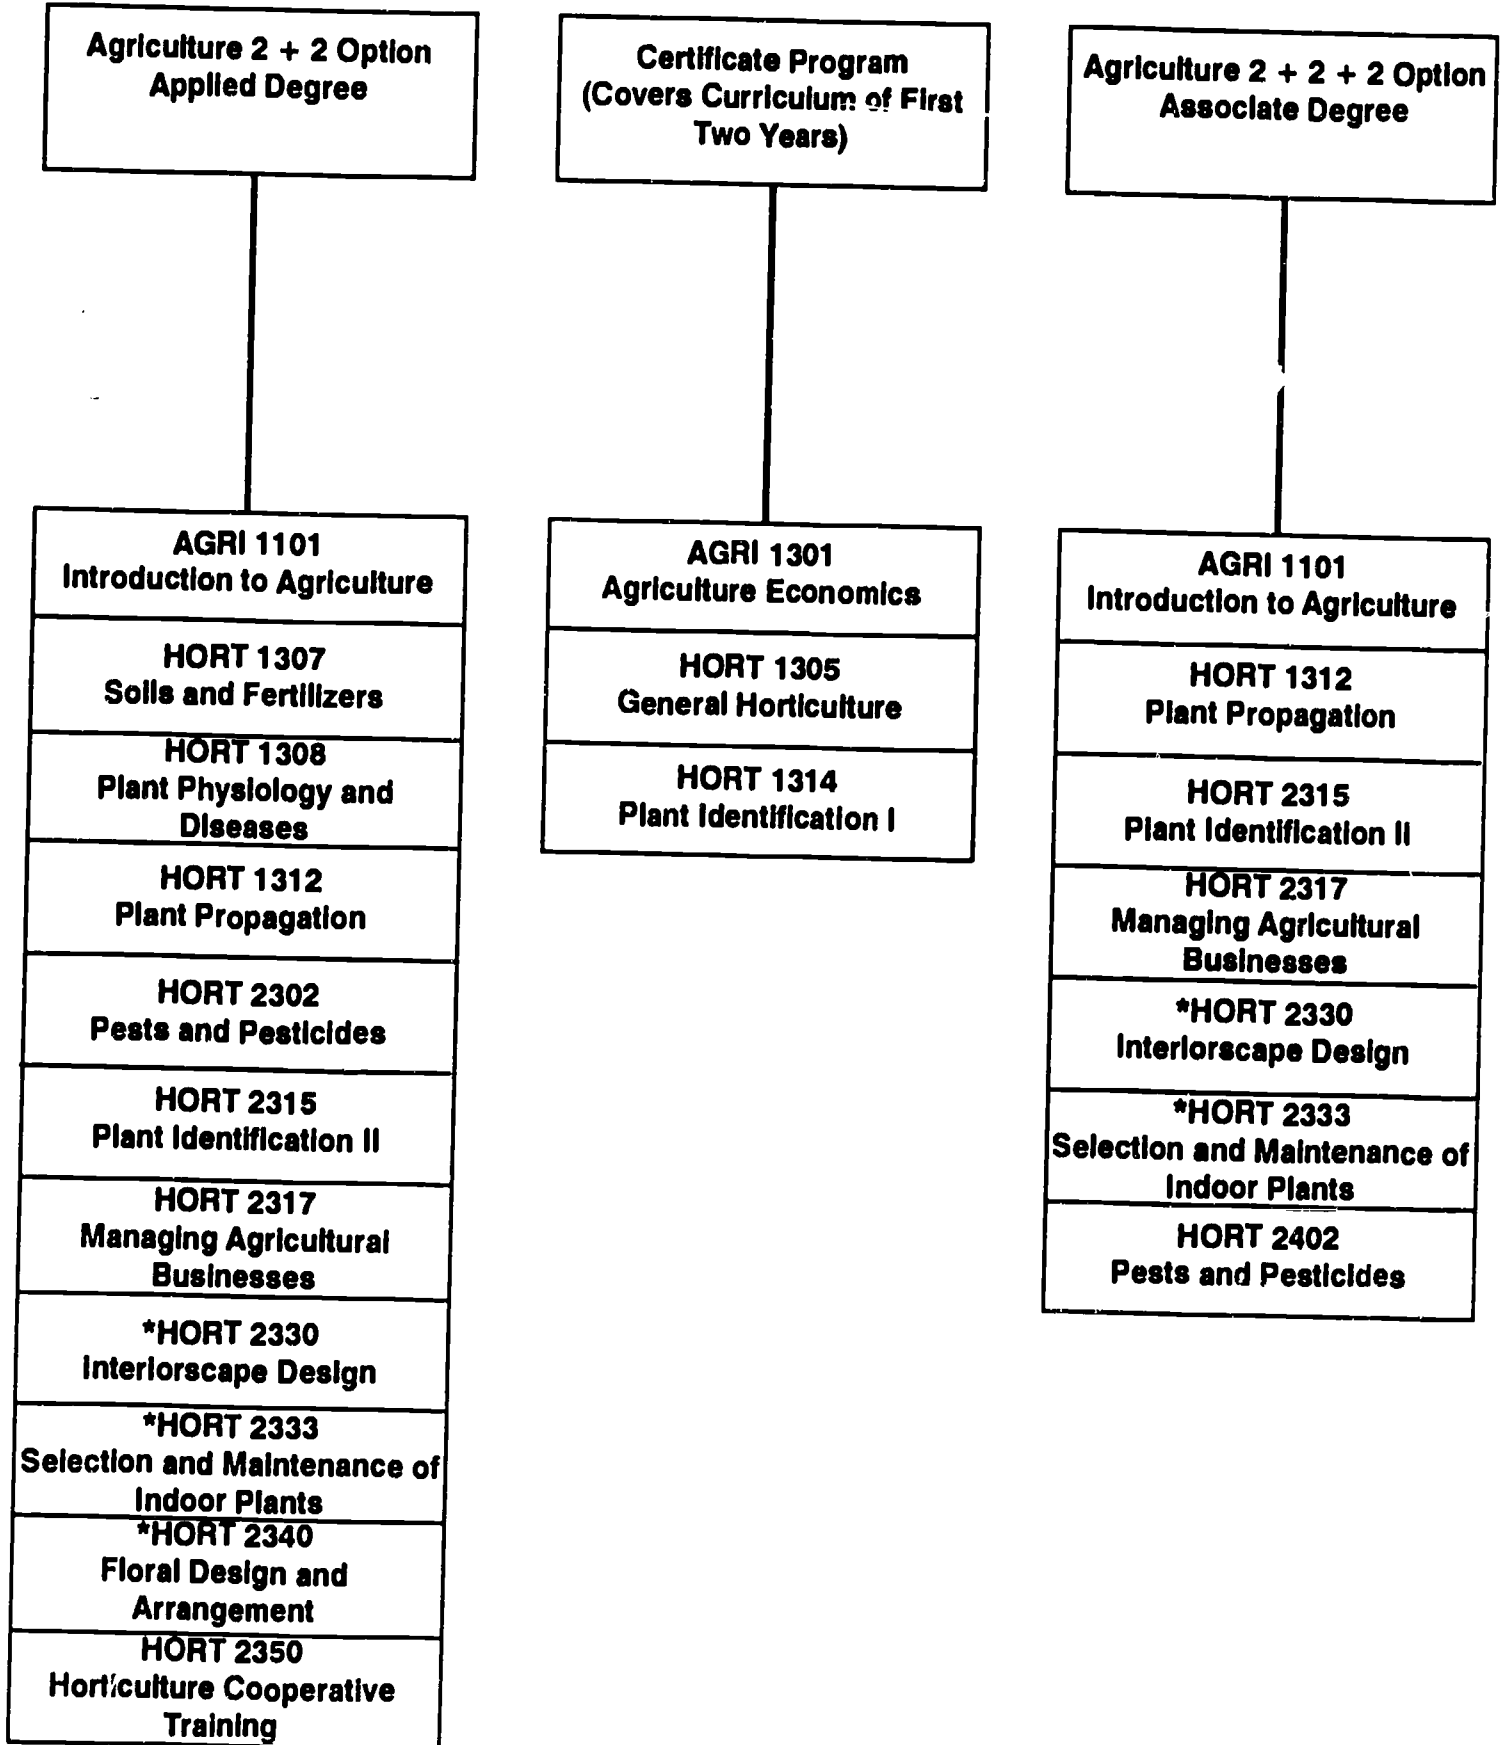 Agriculture 2 + 2 Option
Applied Degree
Certificate Program
(Covers Curriculum of First
Two Years)
Agriculture 2 + 2 + 2 Option
Associate Degree
AGRI 1101
Introduction to Agriculture
HORT 1307
Soils and Fertilizers
HORT 1308
Plant Physiology and
Diseases
HORT 1312
Plant Propagation
HORT 2302
Pests and Pesticides
HORT 2315
Plant Identification II
HORT 2317
Managing Agricultural
Businesses
*HORT 2330
Interiorscape Design
*HORT 2333
Selection and Maintenance of
Indoor Plants
*HORT 2340
Floral Design and
Arrangement
HORT 2350
Horticulture Cooperative
Training
AGRI 1301
Agriculture Economics
HORT 1305
General Horticulture
HORT 1314
Plant Identification I
AGRI 1101
Introduction to Agriculture
HORT 1312
Plant Propagation
HORT 2315
Plant Identification II
HORT 2317
Managing Agricultural
Businesses
*HORT 2330
Interiorscape Design
*HORT 2333
Selection and Maintenance of
Indoor Plants
HORT 2402
Pests and Pesticides